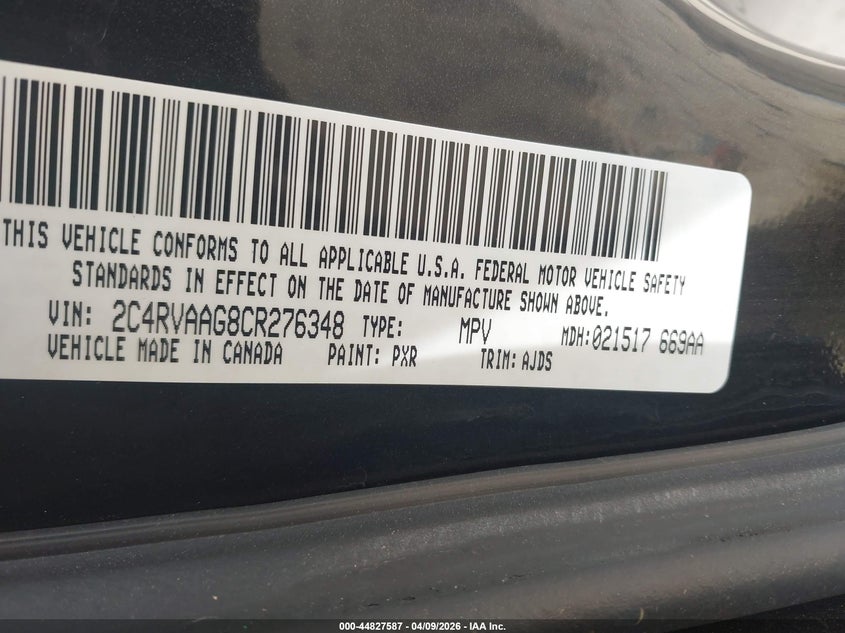 THIS VEHICLE CONFORMS TO ALL APPLICABLE U.S.A. FEDERAL MOTOR VEHICLE SAFETY
STANDARDS IN EFFECT ON THE DATE OF MANUFACTURE SHOWN ABOVE.
VIN: 2C4RVAAG8CR276348 TYPE: MPV MDH:021517 669AA
VEHICLE MADE IN CANADA PAINT: PXR TRIM: AJDS
000-44827587 - 04/09/2026 - IAA Inc.